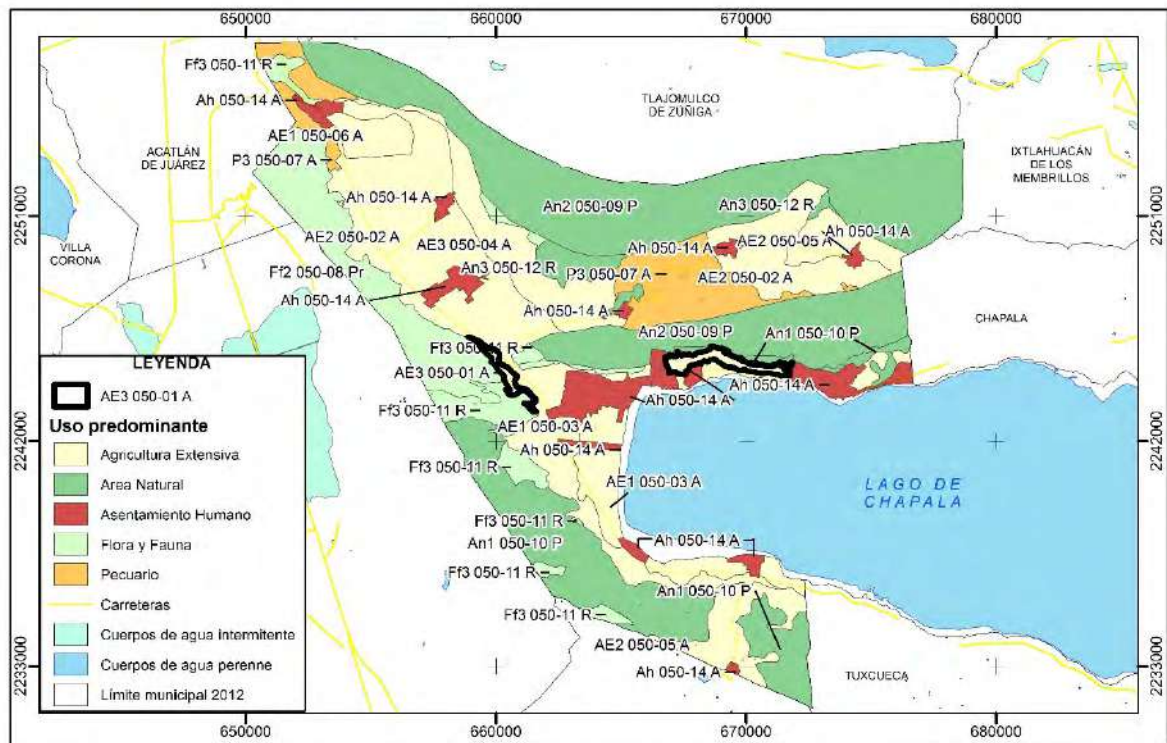 650000 660000 670000 680000
Ff3 050-11 R
TLAJOMULCO
DE ZÚÑIGA
Ah 050-14 A
AE1 050-06 A
ACATLÁN
DE JUÁREZ
IXTLAHUACÁN
DE LOS
MEMBRILLOS
P3 050-07 A
Ah 050-14 A
An2 050-09 P
An3 050-12 R
2251000
2251000
Ah 050-14 A
VILLA
CORONA
AE2 050-02 A
AE3 050-04 A
Ah 050-14 A
AE2 050-05 A
Ff2 050-08 Pr
An3 050-12 R
P3 050-07 A
AE2 050-02 A
Ah 050-14 A
Ah 050-14 A
CHAPALA
An2 050-09 P
An1 050-10 P
Ff3 050-11 R
AE3 050-01 A
Ah 050-14 A
Ah 050-14 A
Ff3 050-11 R
AE1 050-03 A
2242000
2242000
Ah 050-14 A
Ff3 050-11 R
AE1 050-03 A
LAGO DE
CHAPALA
Ff3 050-11 R
An1 050-10 P
Ah 050-14 A
Ff3 050-11 R
An1 050-10 P
Ff3 050-11 R
AE2 050-05 A
Ah 050-14 A
TUXCUECA
2233000
2233000
LEYENDA
AE3 050-01 A
Uso predominante
Agricultura Extensiva
Area Natural
Asentamiento Humano
Flora y Fauna
Pecuario
Carreteras
Cuerpos de agua intermitente
Cuerpos de agua perenne
Límite municipal 2012
650000 660000 670000 680000